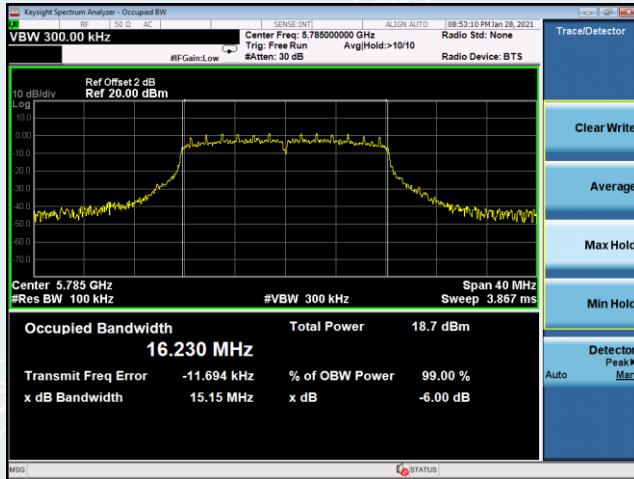 Keysight Spectrum Analyzer - Occupied BW
RF 50 Ω AC SENSE:INT ALIGN AUTO 08:53:10 PM Jan 28, 2021
VBW 300.00 kHz
Center Freq: 5.785000000 GHz
Radio Std: None
Trig: Free Run Avg|Hold:>10/10
#IFGain:Low #Atten: 30 dB Radio Device: BTS
Trace/Detector
Ref Offset 2 dB
10 dB/div Ref 20.00 dBm
Log
10.0
0.00
-10.0
-20.0
-30.0
-40.0
-50.0
-60.0
-70.0
Center 5.785 GHz Span 40 MHz
#Res BW 100 kHz #VBW 300 kHz Sweep 3.867 ms
Occupied Bandwidth Total Power 18.7 dBm
16.230 MHz
Transmit Freq Error -11.694 kHz % of OBW Power 99.00 %
x dB Bandwidth 15.15 MHz x dB -6.00 dB
Clear Write
Average
Max Hold
Min Hold
Detector
Peak
Auto Man
MSG STATUS